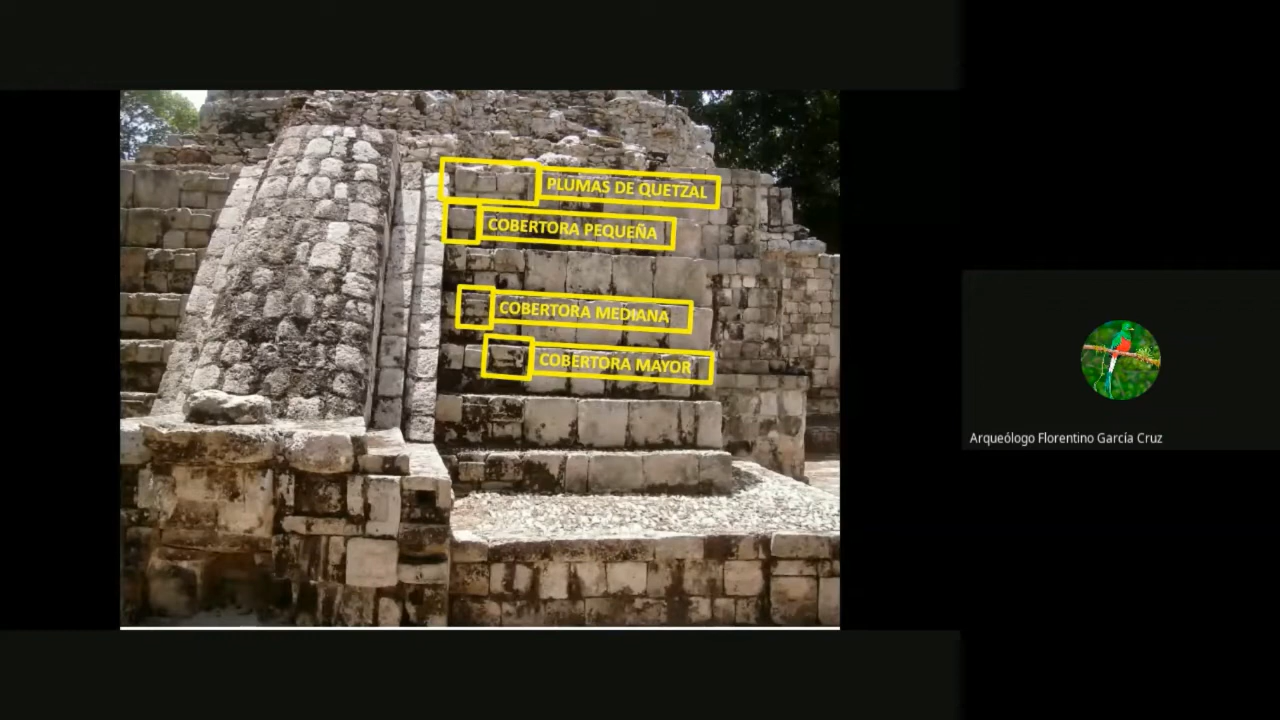 PLUMAS DE QUETZAL
COBERTORA PEQUEÑA
COBERTORA MEDIANA
COBERTORA MAYOR
Arqueólogo Florentino García Cruz